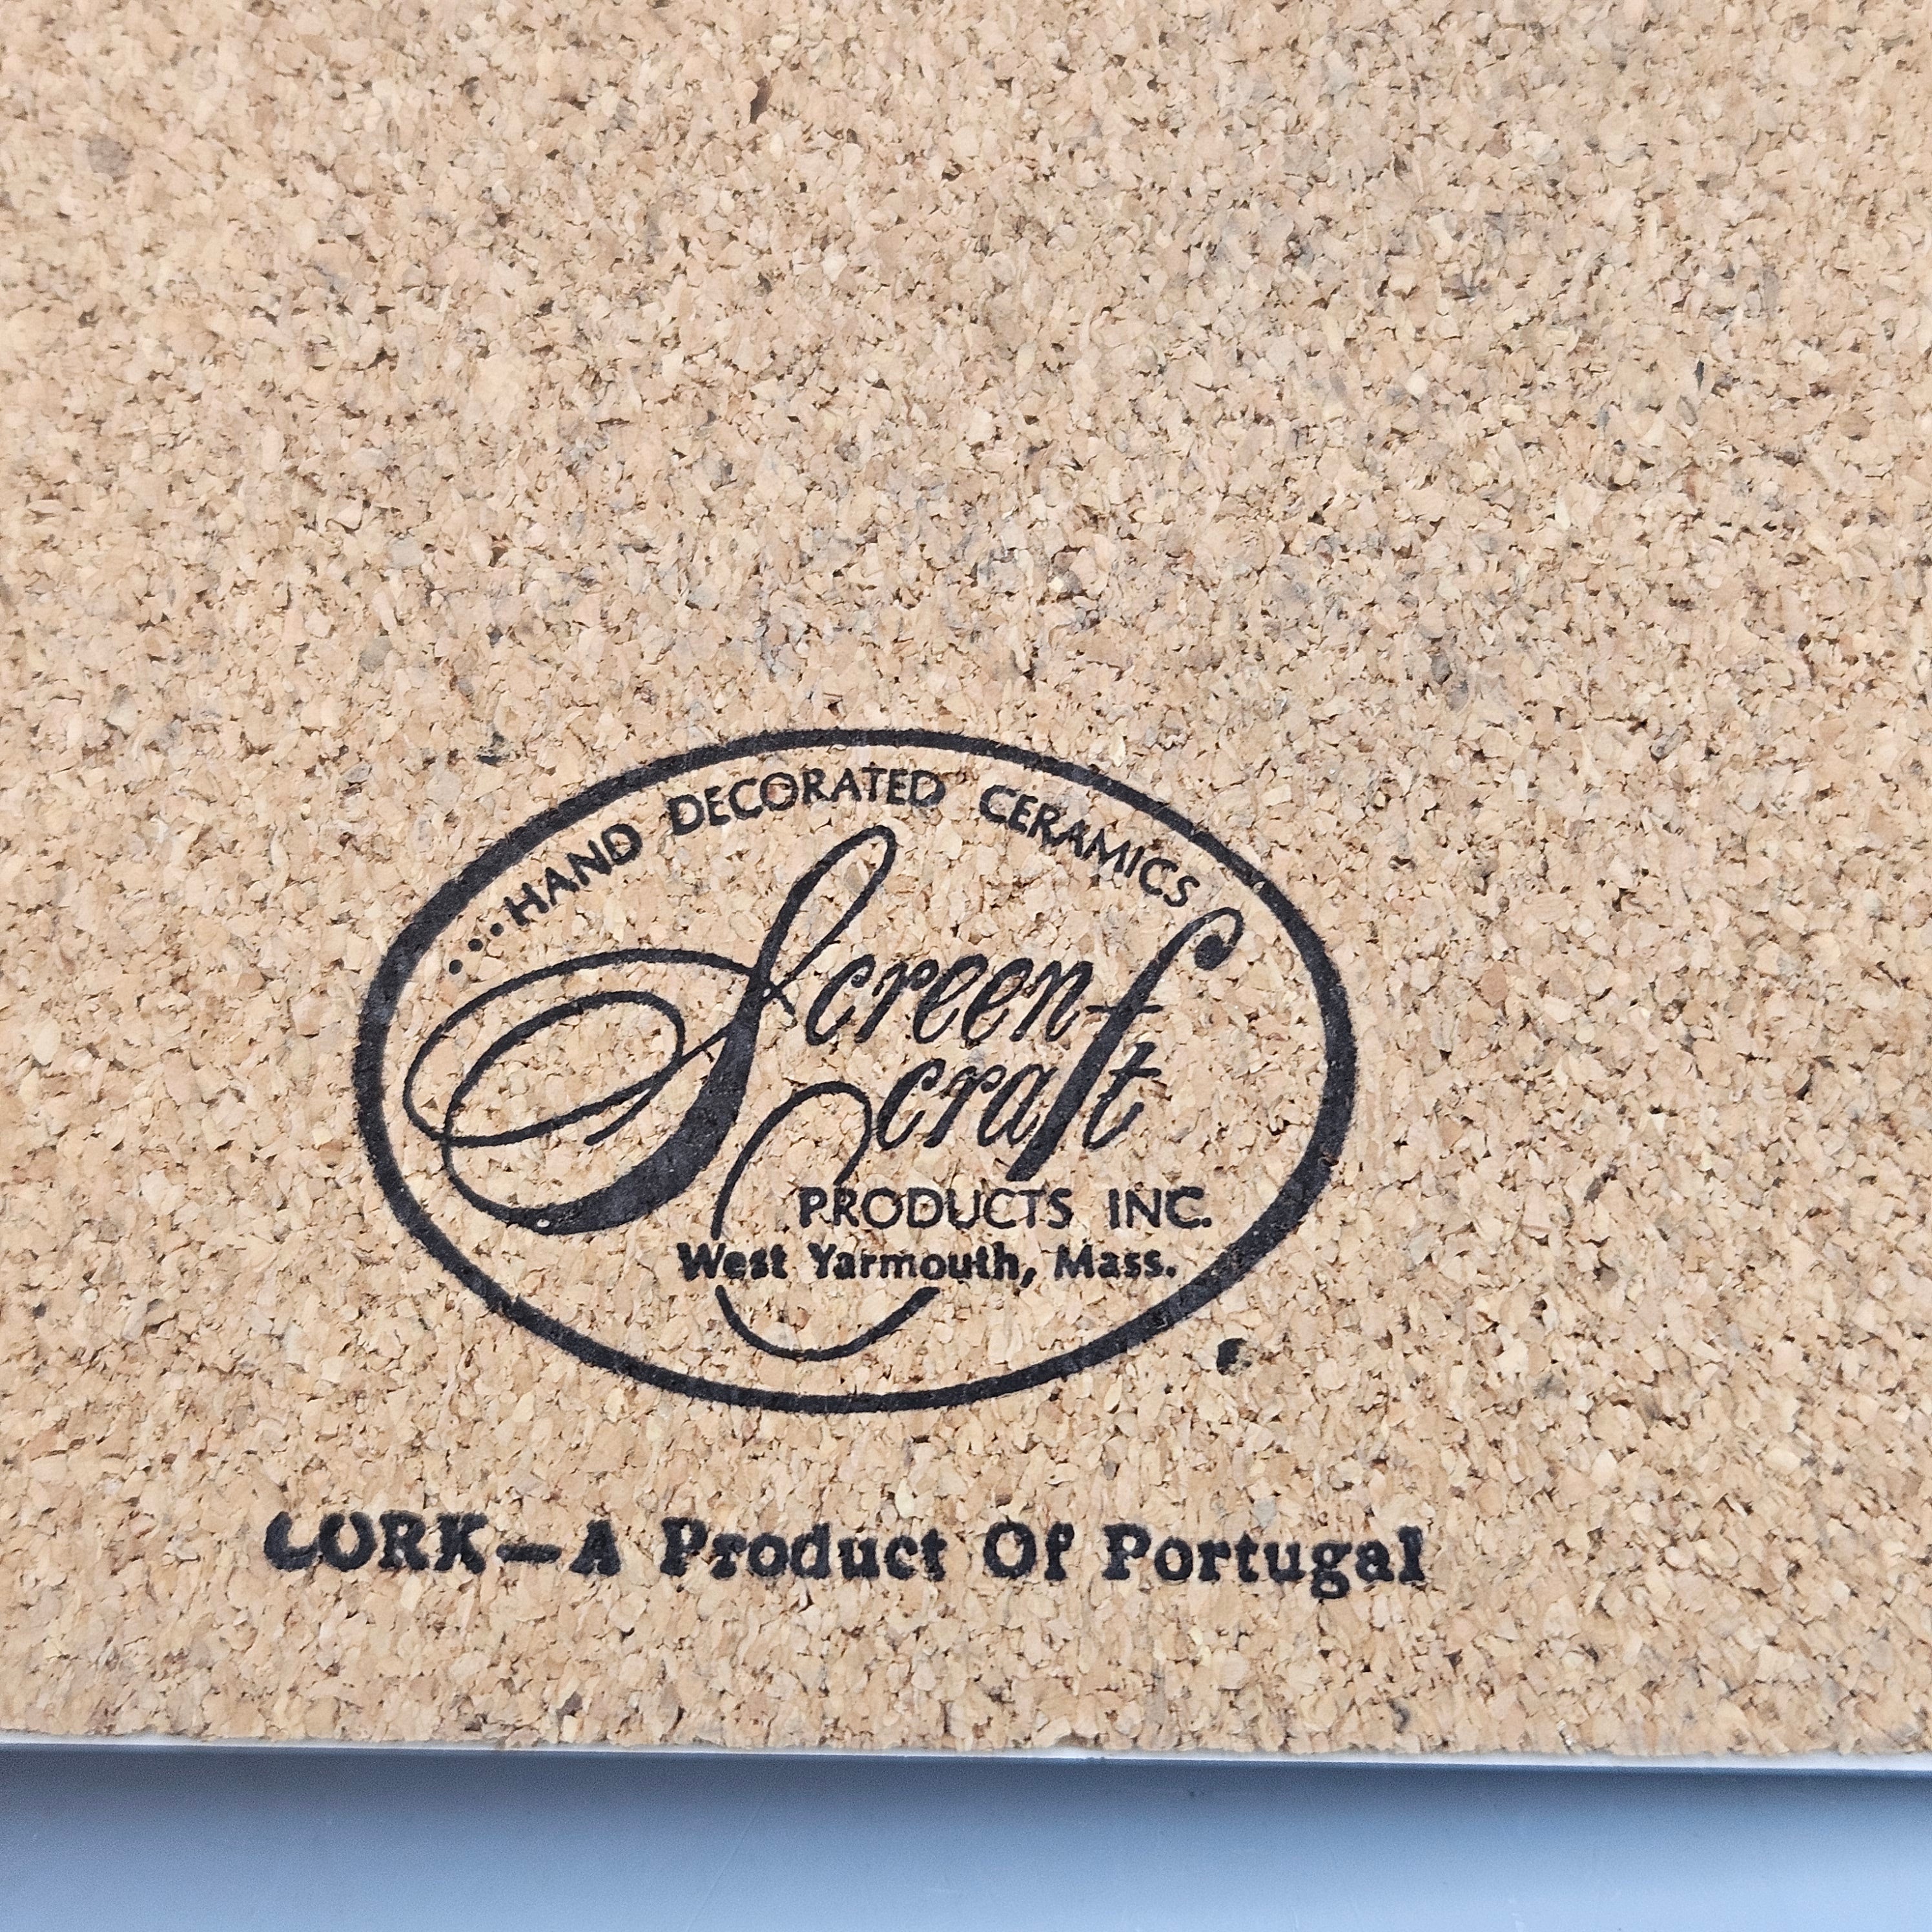 ...HAND DECORATED CERAMICS
Screen
craft
PRODUCTS INC.
West Yarmouth, Mass.
CORK—A Product Of Portugal